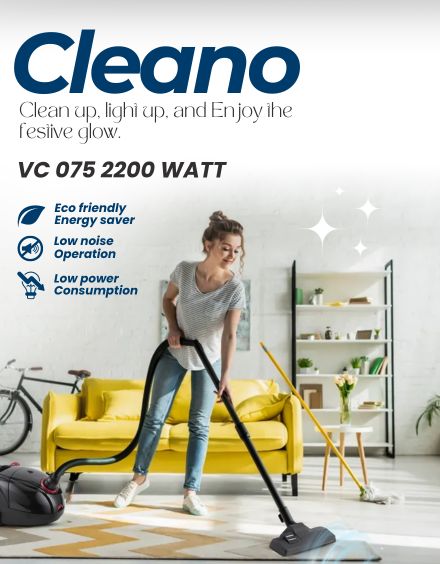 Cleano
Clean up, light up, and Enjoy the
festive glow.
VC 075 2200 WATT
Eco friendly
Energy saver
Low noise
Operation
Low power
Consumption